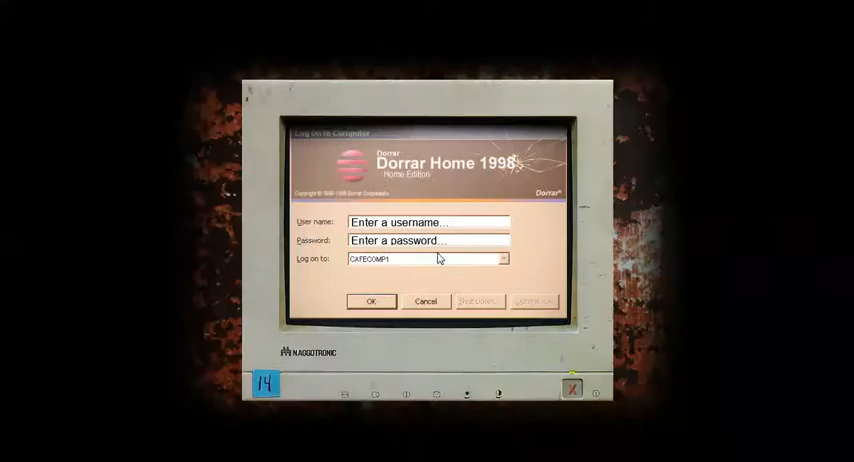 Log on to Computer
Dorrar
Dorrar Home 1998
Home Edition
Dorrar®
User name:
Enter a username...
Password:
Enter a password...
Log on to:
CAFECOMP1
OK
Cancel
Shut Down...
NAGGOTRONIC
14
X